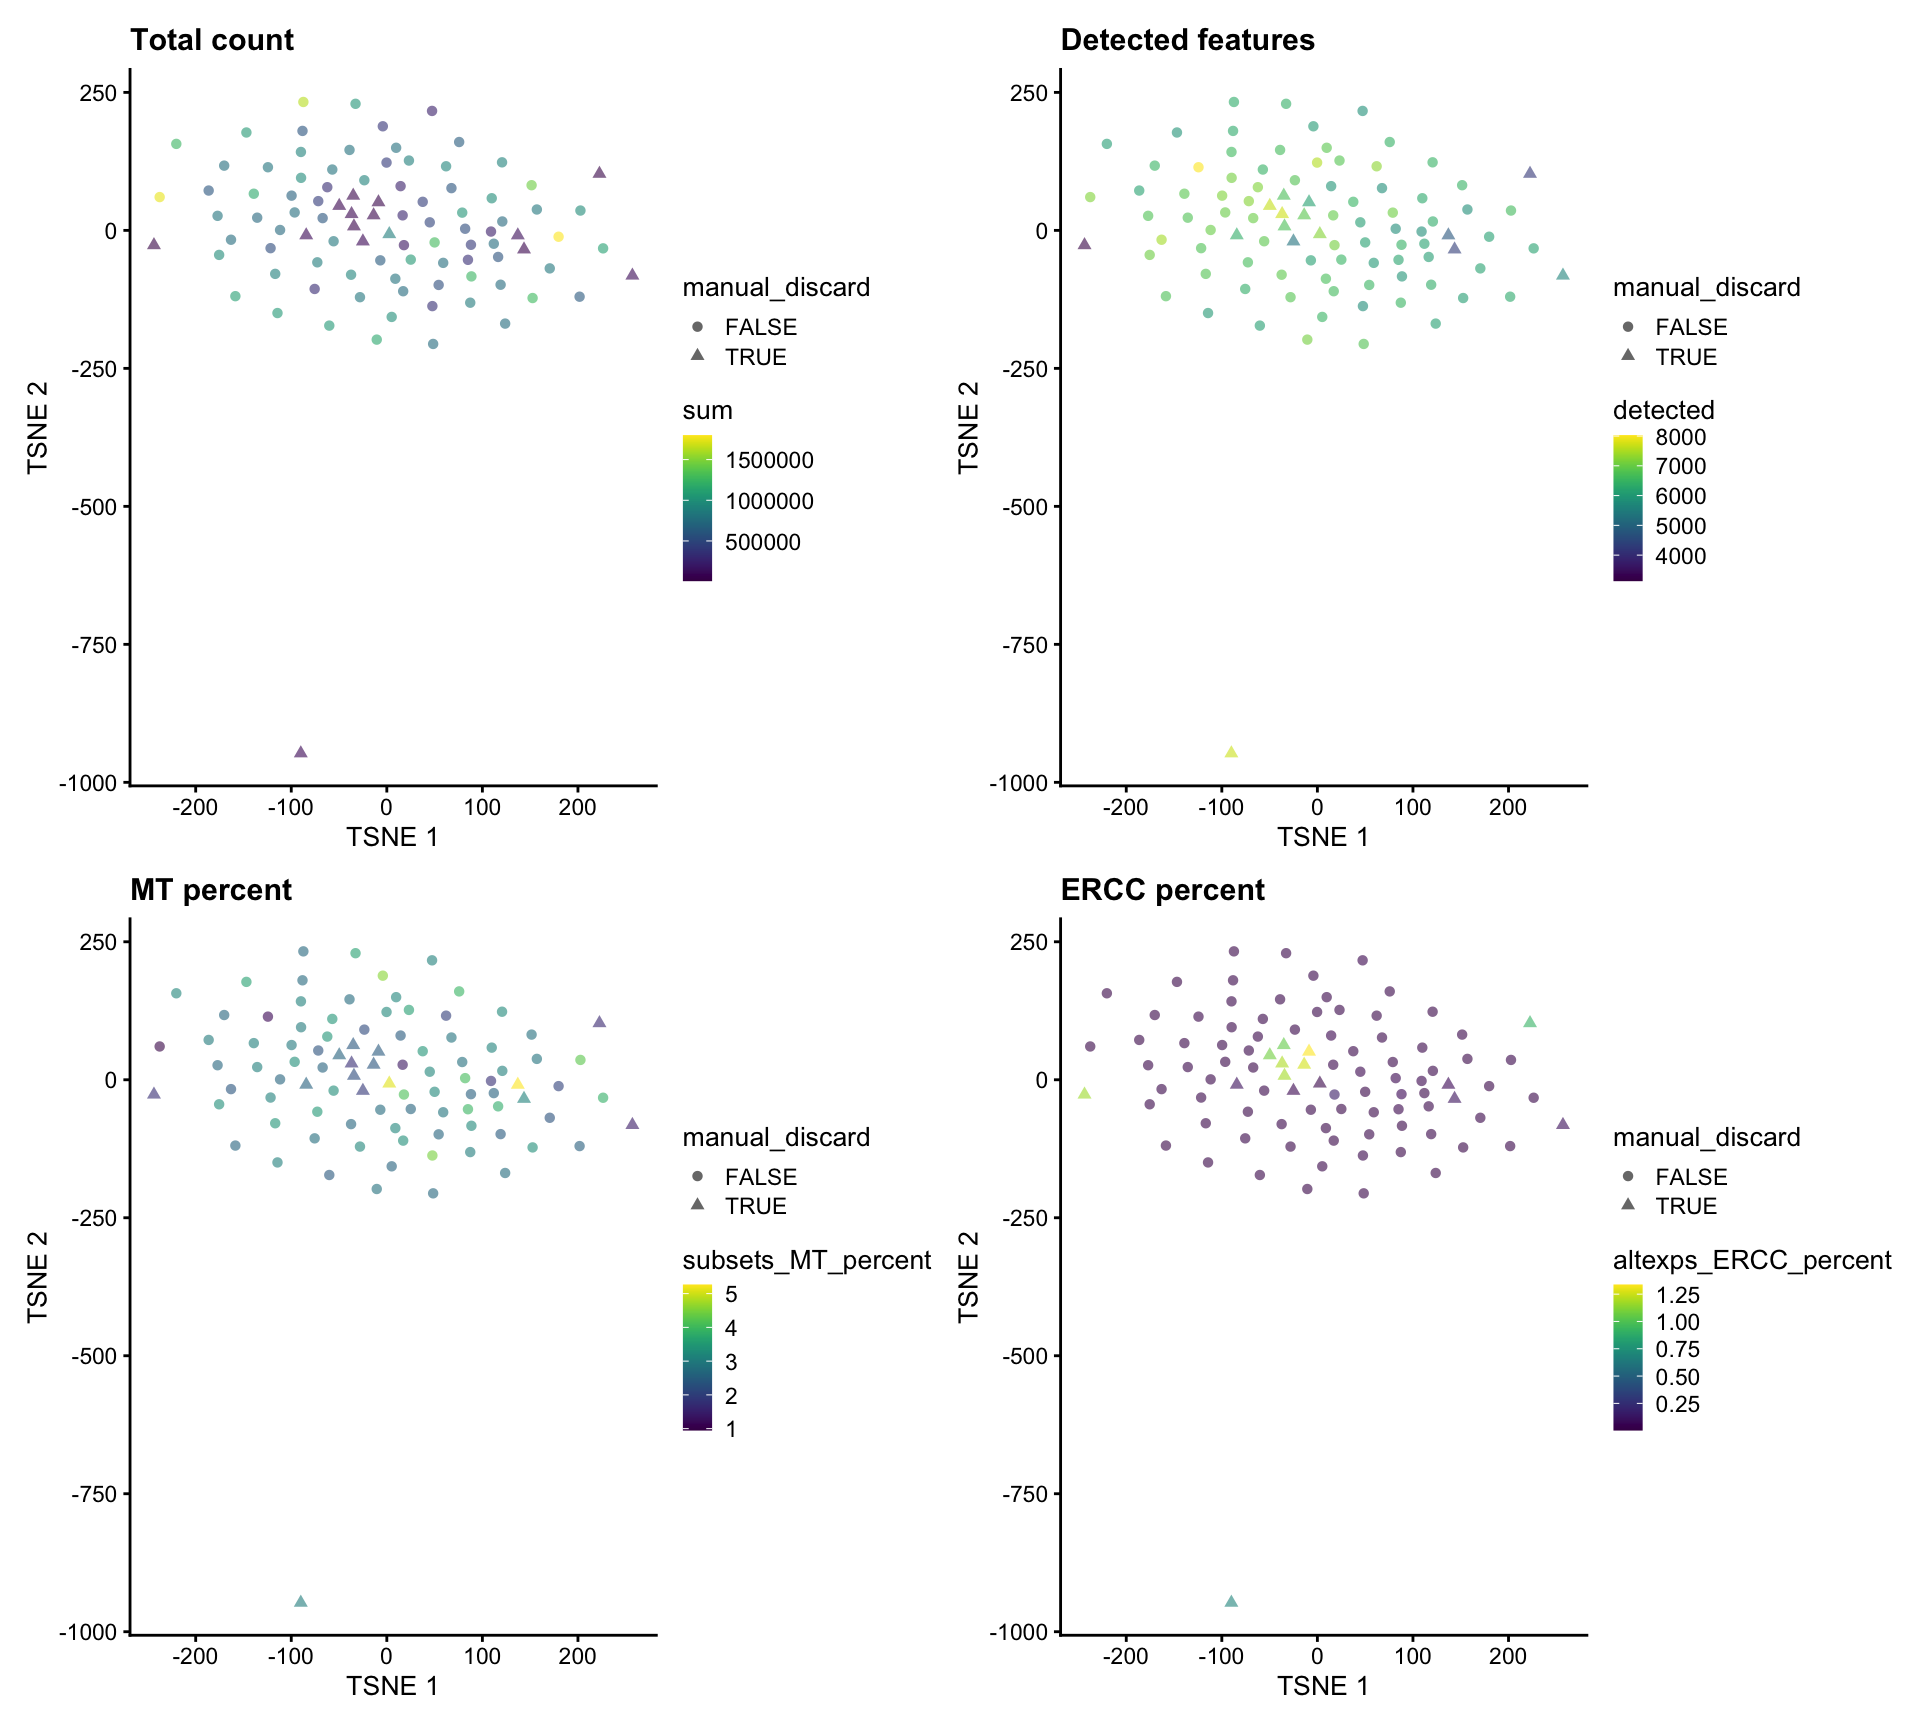 Total count
250
0
-250
-500
-750
-1000
TSNE 2
-200 -100 0 100 200
TSNE 1
manual_discard
FALSE
TRUE
sum
1500000
1000000
500000
Detected features
250
0
-250
-500
-750
-1000
TSNE 2
-200 -100 0 100 200
TSNE 1
manual_discard
FALSE
TRUE
detected
8000
7000
6000
5000
4000
MT percent
250
0
-250
-500
-750
-1000
TSNE 2
-200 -100 0 100 200
TSNE 1
manual_discard
FALSE
TRUE
subsets_MT_percent
5
4
3
2
1
ERCC percent
250
0
-250
-500
-750
-1000
TSNE 2
-200 -100 0 100 200
TSNE 1
manual_discard
FALSE
TRUE
altexps_ERCC_percent
1.25
1.00
0.75
0.50
0.25